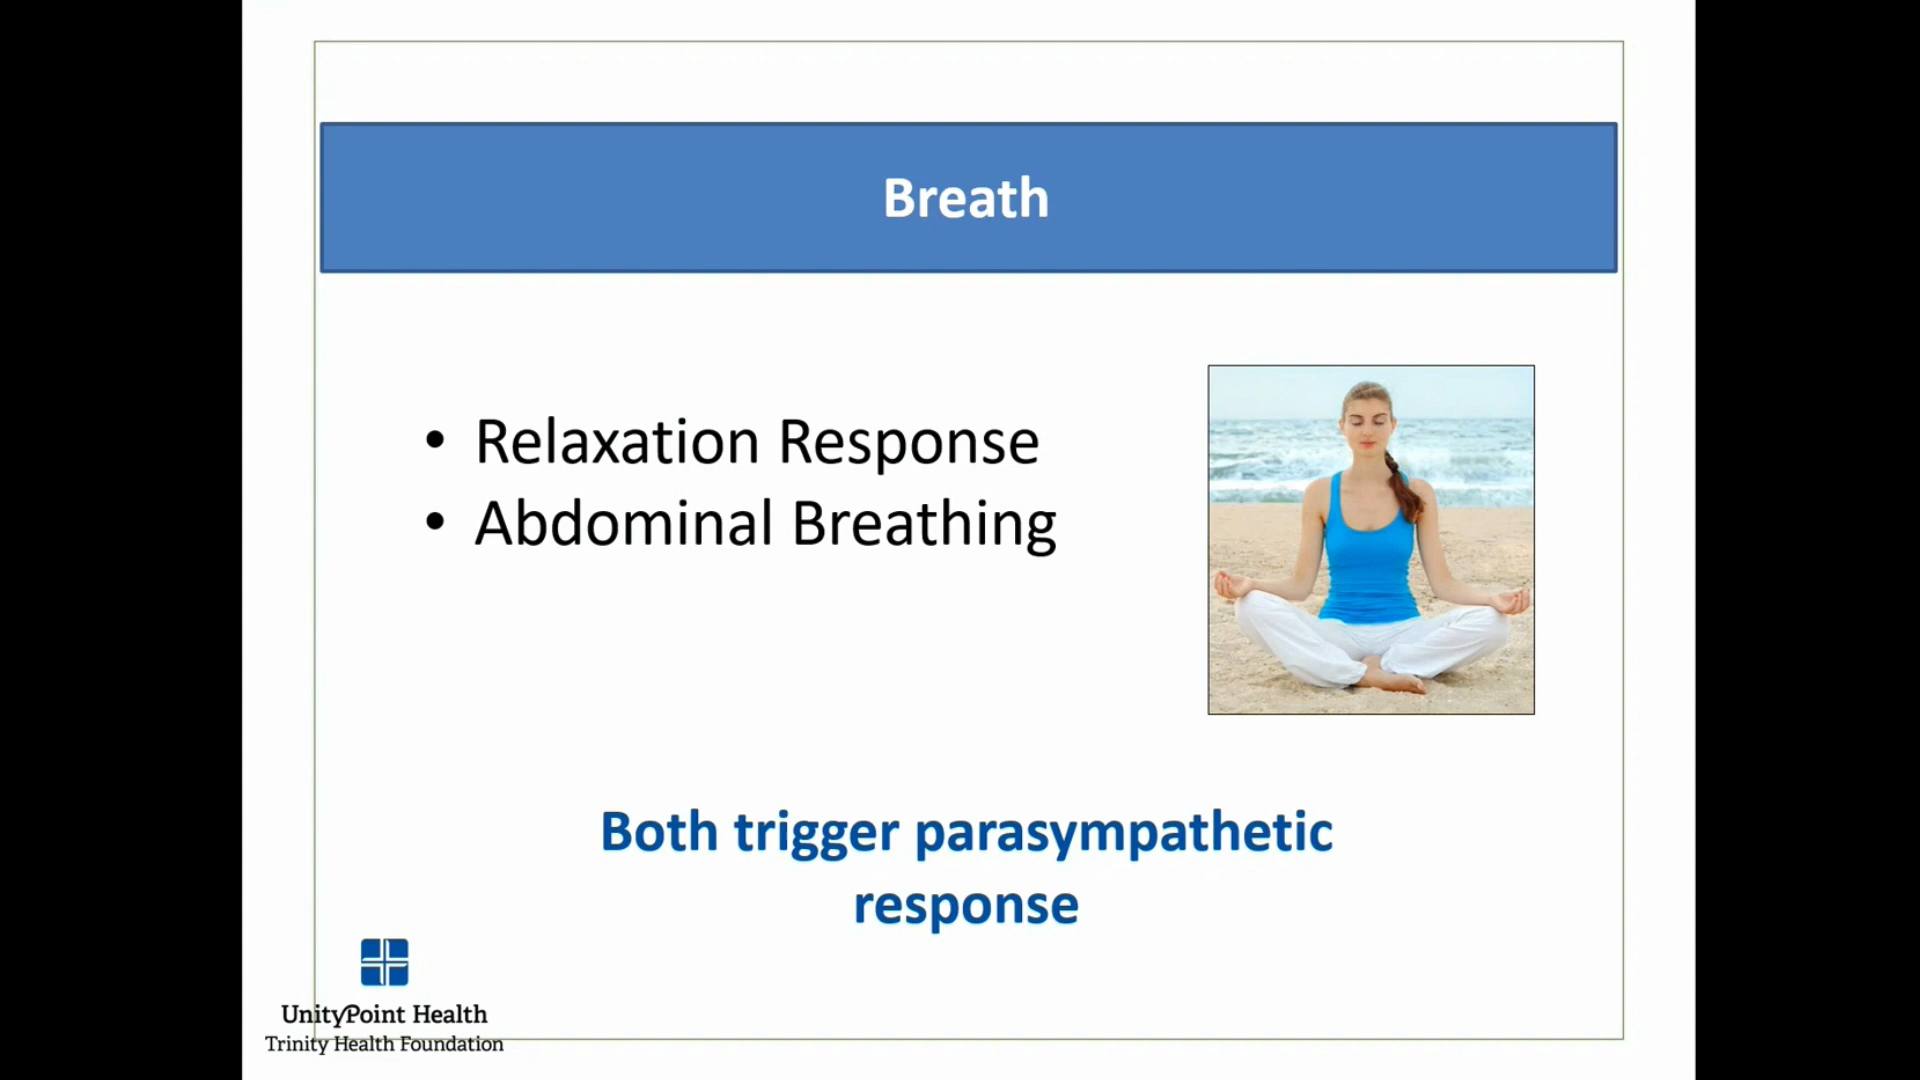 Breath
• Relaxation Response
• Abdominal Breathing
Both trigger parasympathetic
response
UnityPoint Health
Trinity Health Foundation